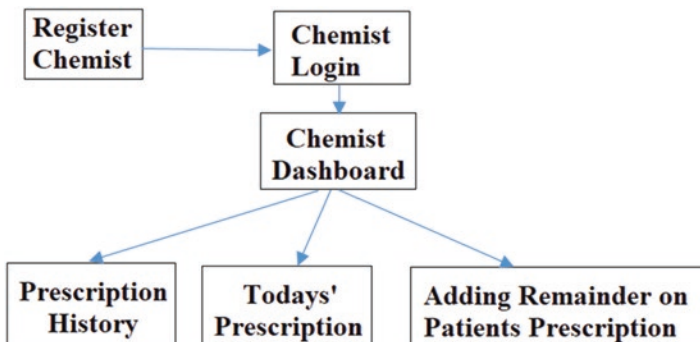 Register
Chemist
Chemist
Login
Chemist
Dashboard
Prescription
History
Todays'
Prescription
Adding Remainder on
Patients Prescription